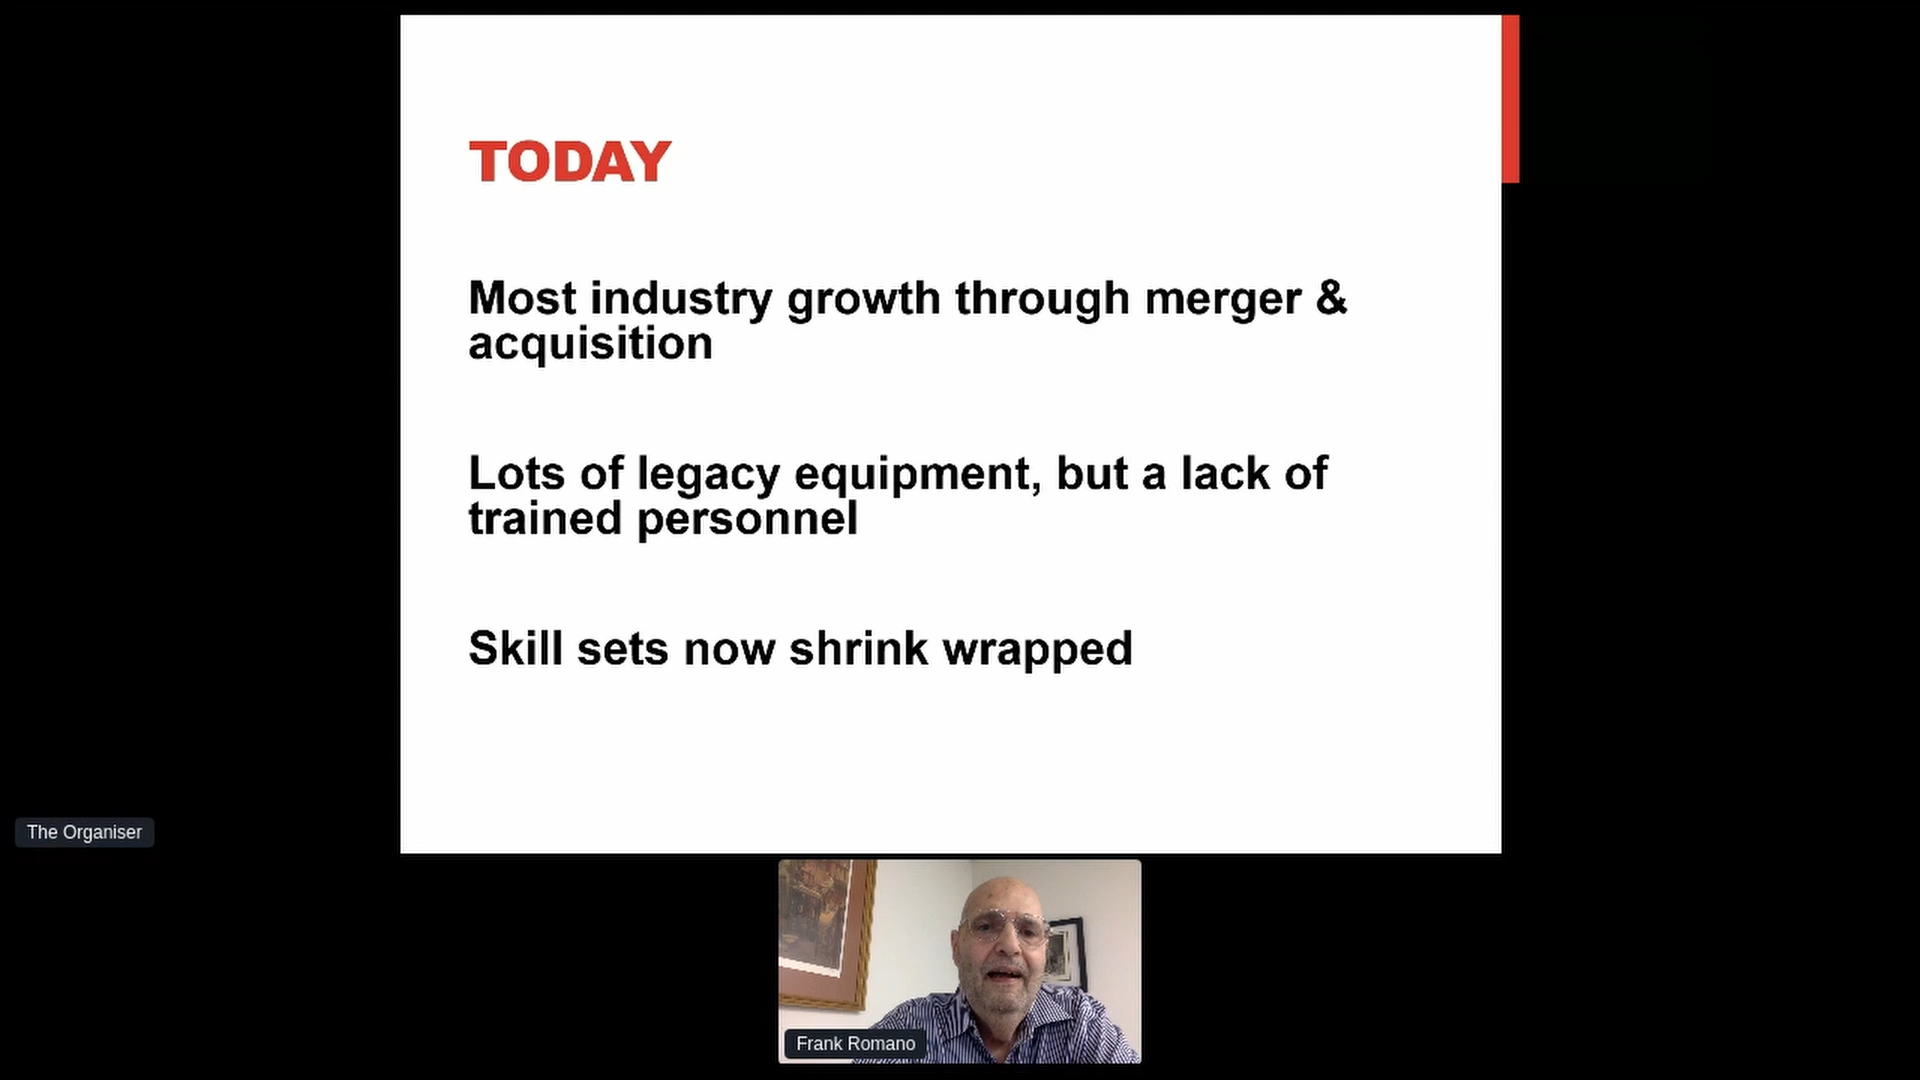 TODAY
Most industry growth through merger &
acquisition
Lots of legacy equipment, but a lack of
trained personnel
Skill sets now shrink wrapped
The Organiser
Frank Romano